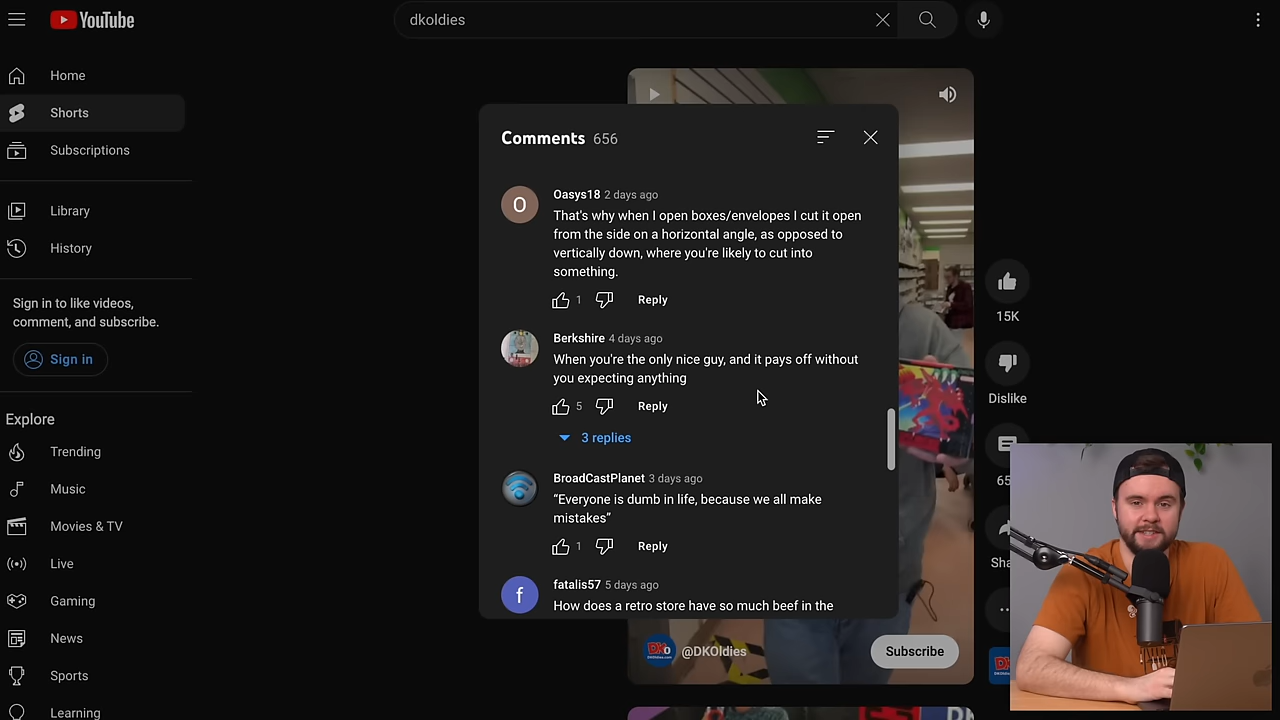 YouTube
dkoldies
Home
Shorts
Subscriptions
Library
History
Sign in to like videos,
comment, and subscribe.
Sign in
Explore
Trending
Music
Movies & TV
Live
Gaming
News
Sports
Learning
Comments 656
Oasys18 2 days ago
That's why when I open boxes/envelopes I cut it open
from the side on a horizontal angle, as opposed to
vertically down, where you're likely to cut into
something.
1 Reply
Berkshire 4 days ago
When you're the only nice guy, and it pays off without
you expecting anything
5 Reply
3 replies
BroadCastPlanet 3 days ago
“Everyone is dumb in life, because we all make
mistakes”
1 Reply
fatalis57 5 days ago
How does a retro store have so much beef in the
@DKOldies
Subscribe
15K
Dislike